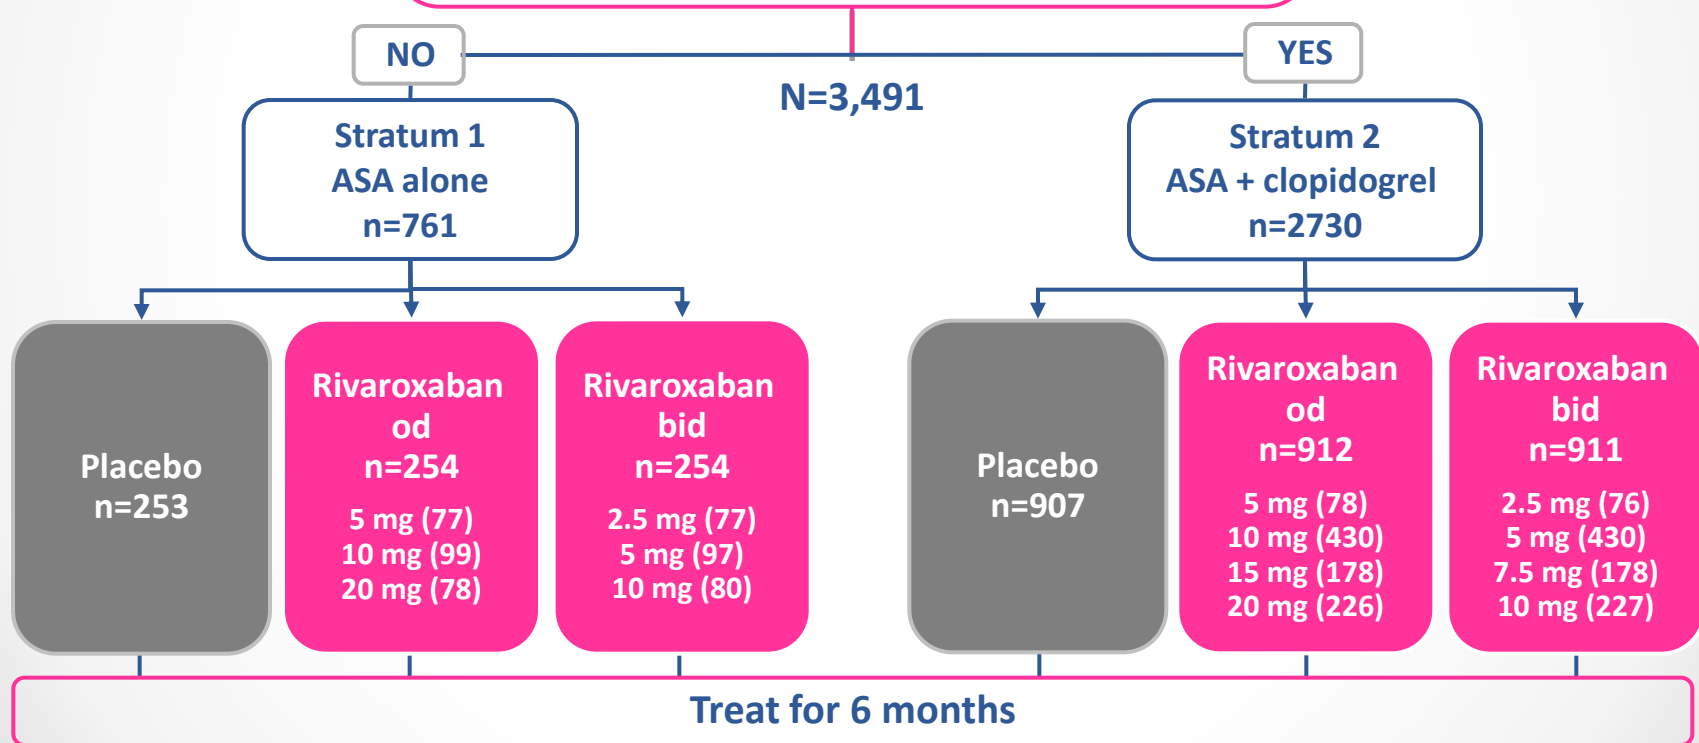 NO
YES
N=3,491
Stratum 1
ASA alone
n=761
Stratum 2
ASA + clopidogrel
n=2730
Placebo
n=253
Rivaroxaban
od
n=254
5 mg (77)
10 mg (99)
20 mg (78)
Rivaroxaban
bid
n=254
2.5 mg (77)
5 mg (97)
10 mg (80)
Placebo
n=907
Rivaroxaban
od
n=912
5 mg (78)
10 mg (430)
15 mg (178)
20 mg (226)
Rivaroxaban
bid
n=911
2.5 mg (76)
5 mg (430)
7.5 mg (178)
10 mg (227)
Treat for 6 months